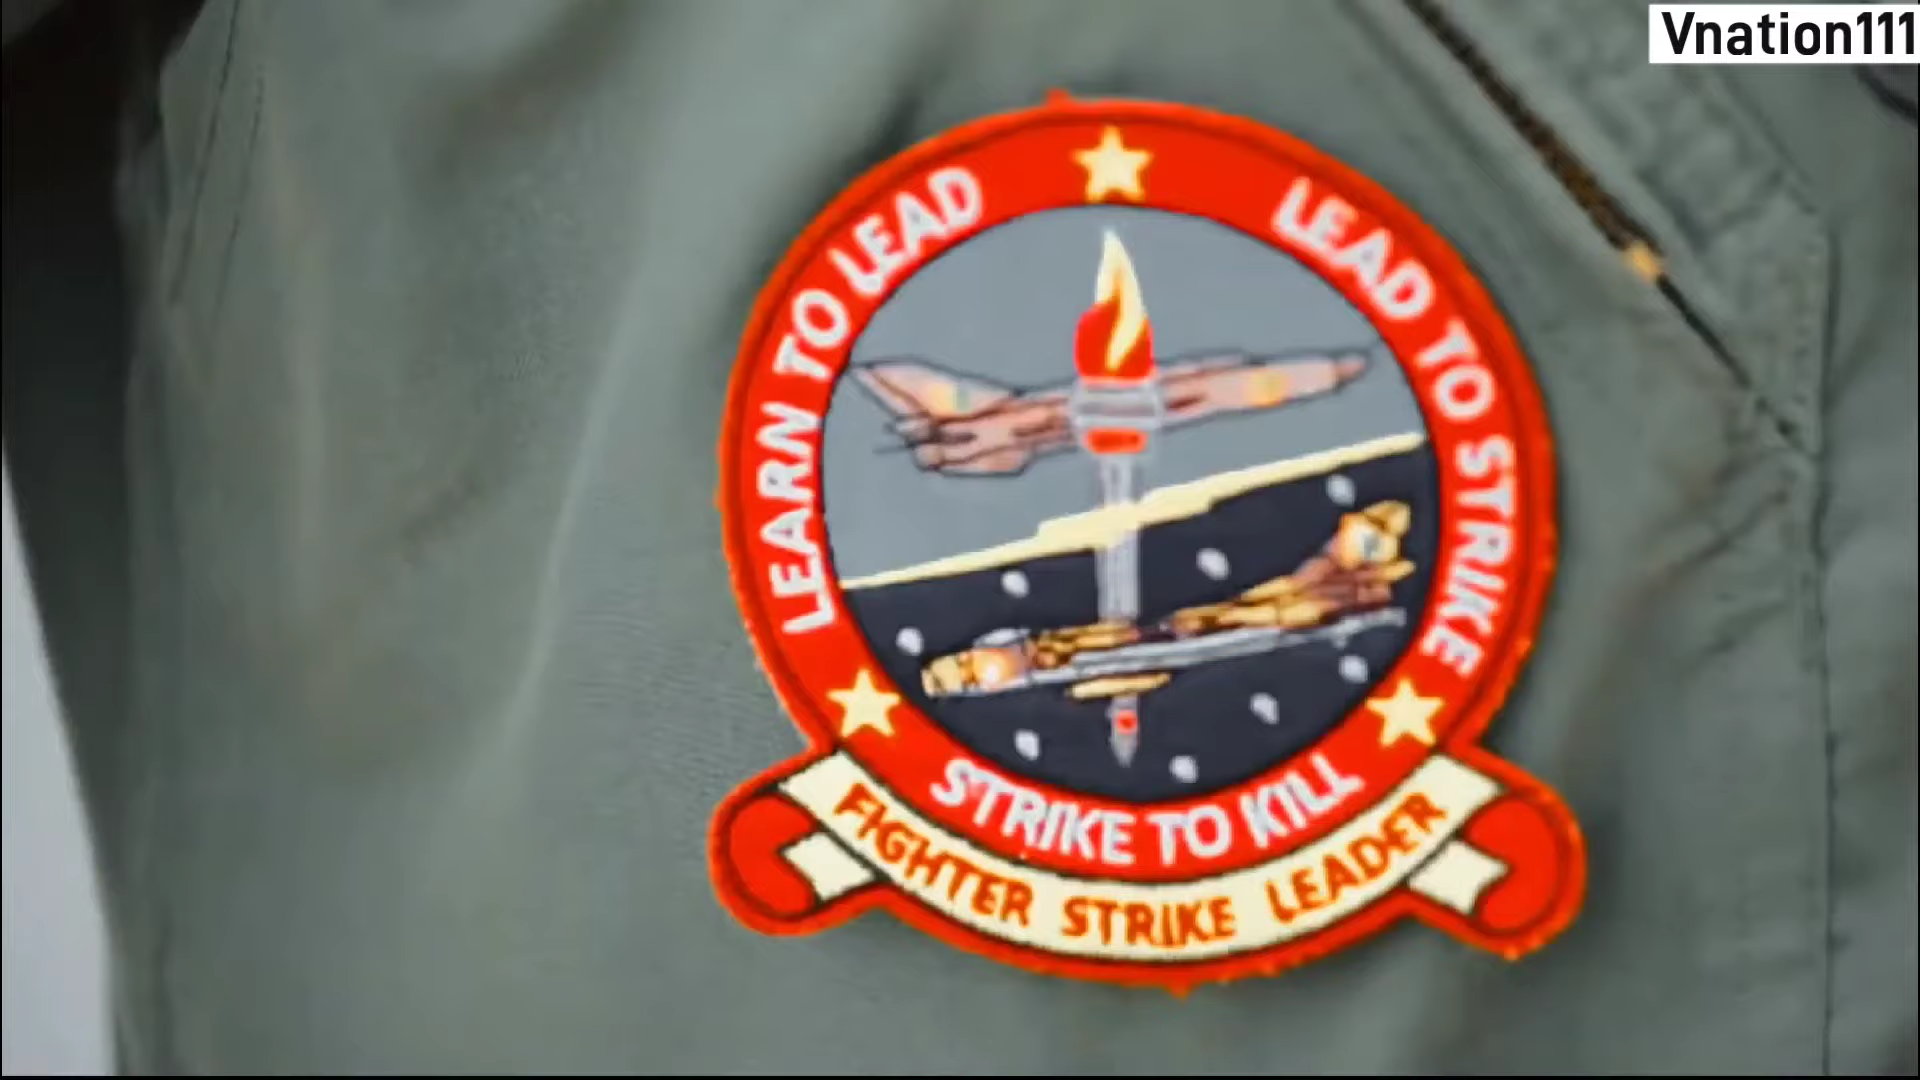 Vnation111
LEARN TO LEAD
LEAD TO STRIKE
STRIKE TO KILL
FIGHTER STRIKE LEADER